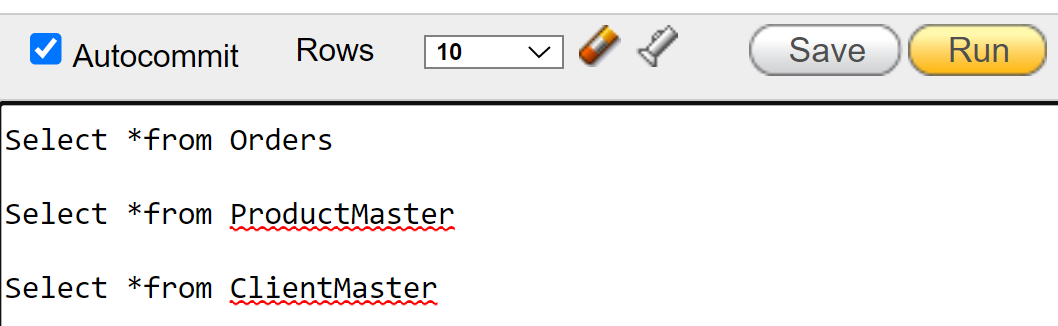 Autocommit Rows 10 Save Run
Select *from Orders
Select *from ProductMaster
Select *from ClientMaster